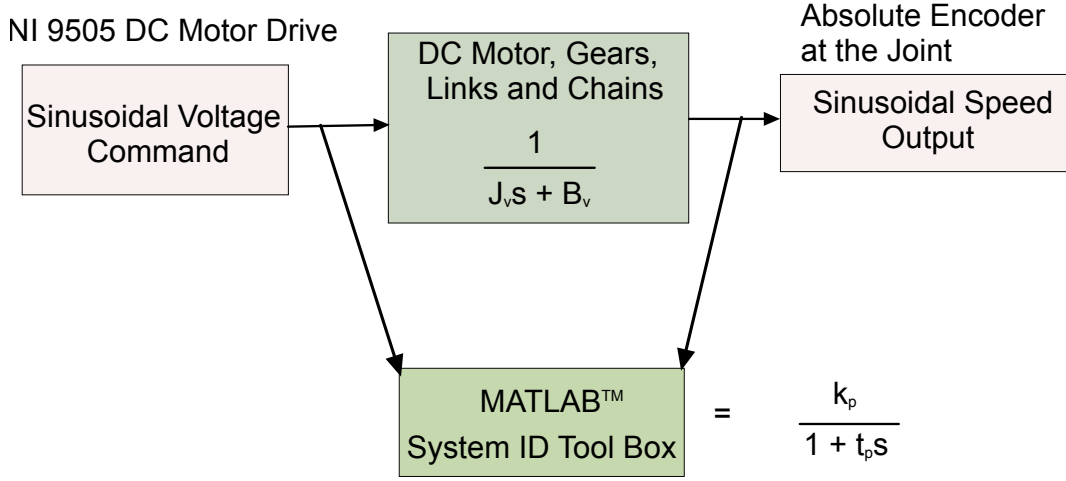 NI 9505 DC Motor Drive
Sinusoidal Voltage
Command
DC Motor, Gears,
Links and Chains
1
Jᵥs + Bᵥ
Absolute Encoder
at the Joint
Sinusoidal Speed
Output
MATLAB™
System ID Tool Box
=
kₚ
1 + tₚs